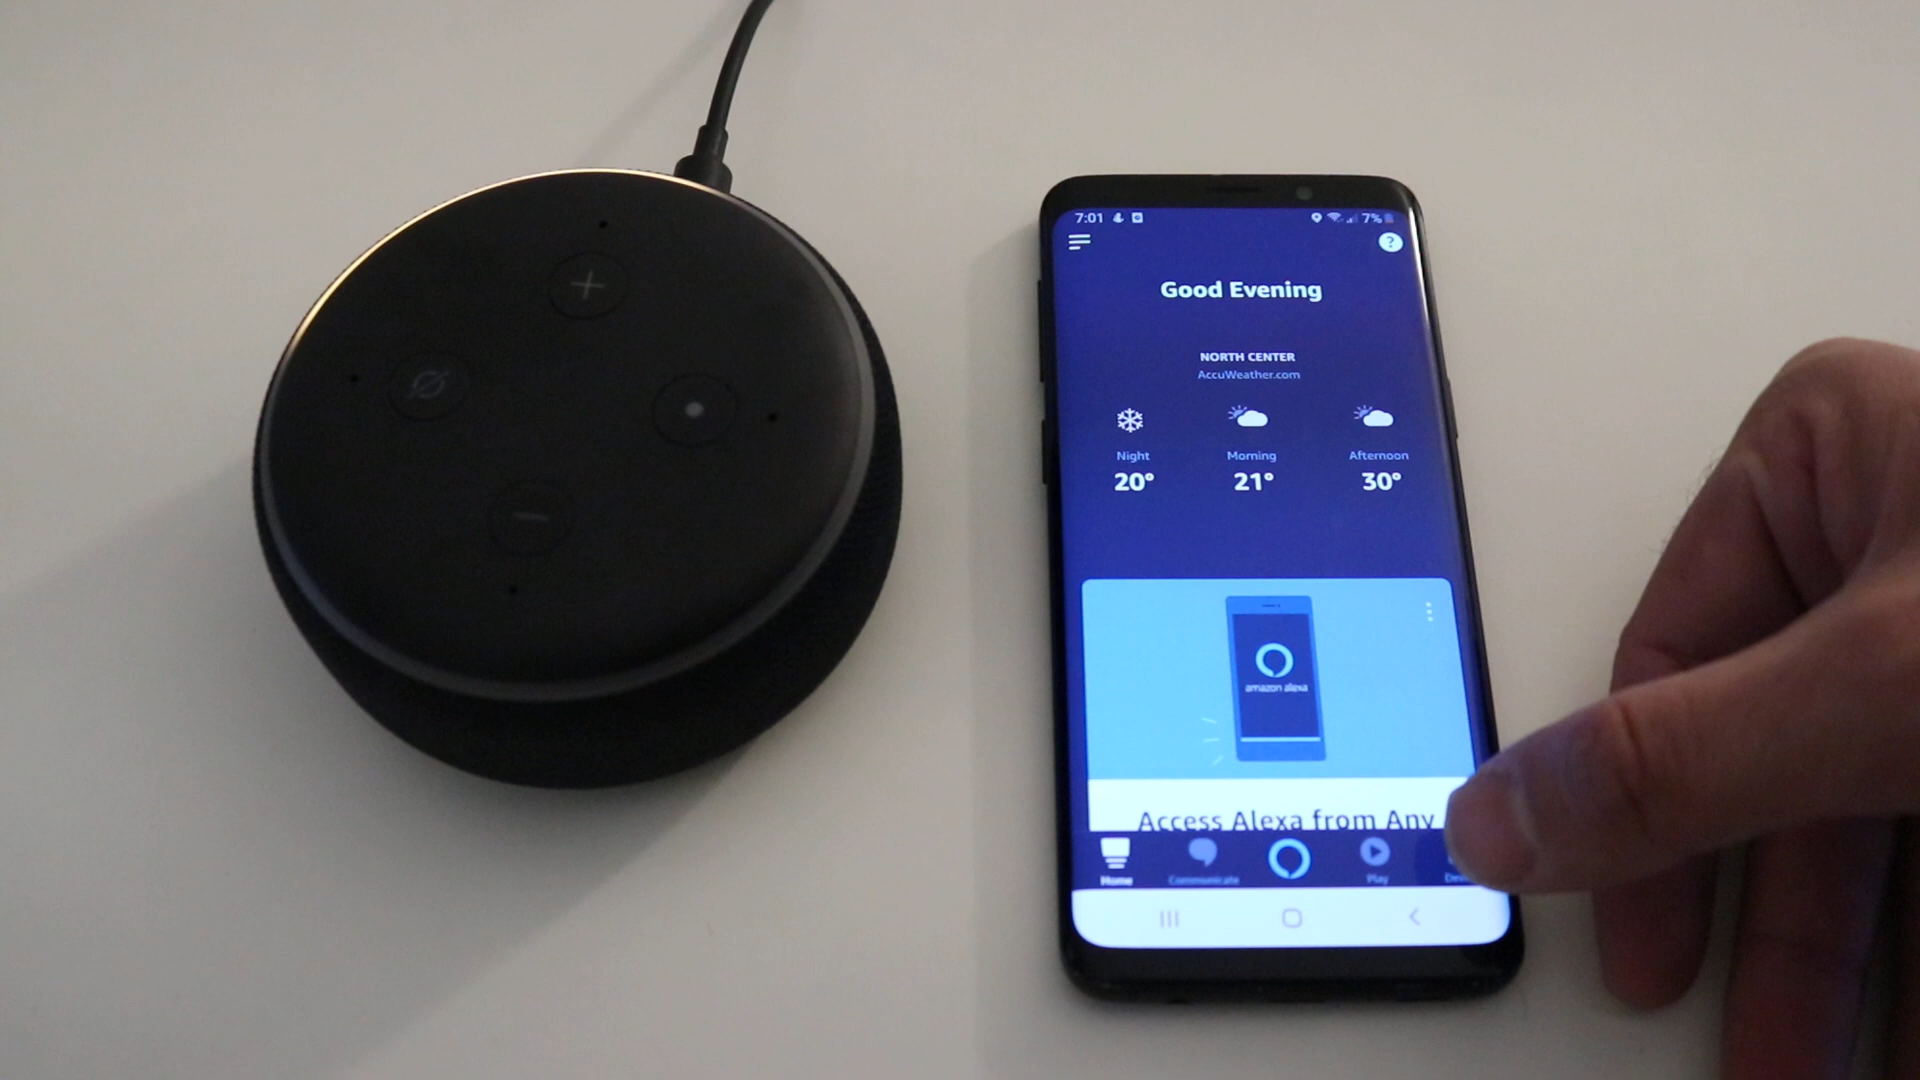 7:01 7%
?
Good Evening
NORTH CENTER
AccuWeather.com
Night Morning Afternoon
20° 21° 30°
amazon alexa
Access Alexa from Any
Home Communicate Play